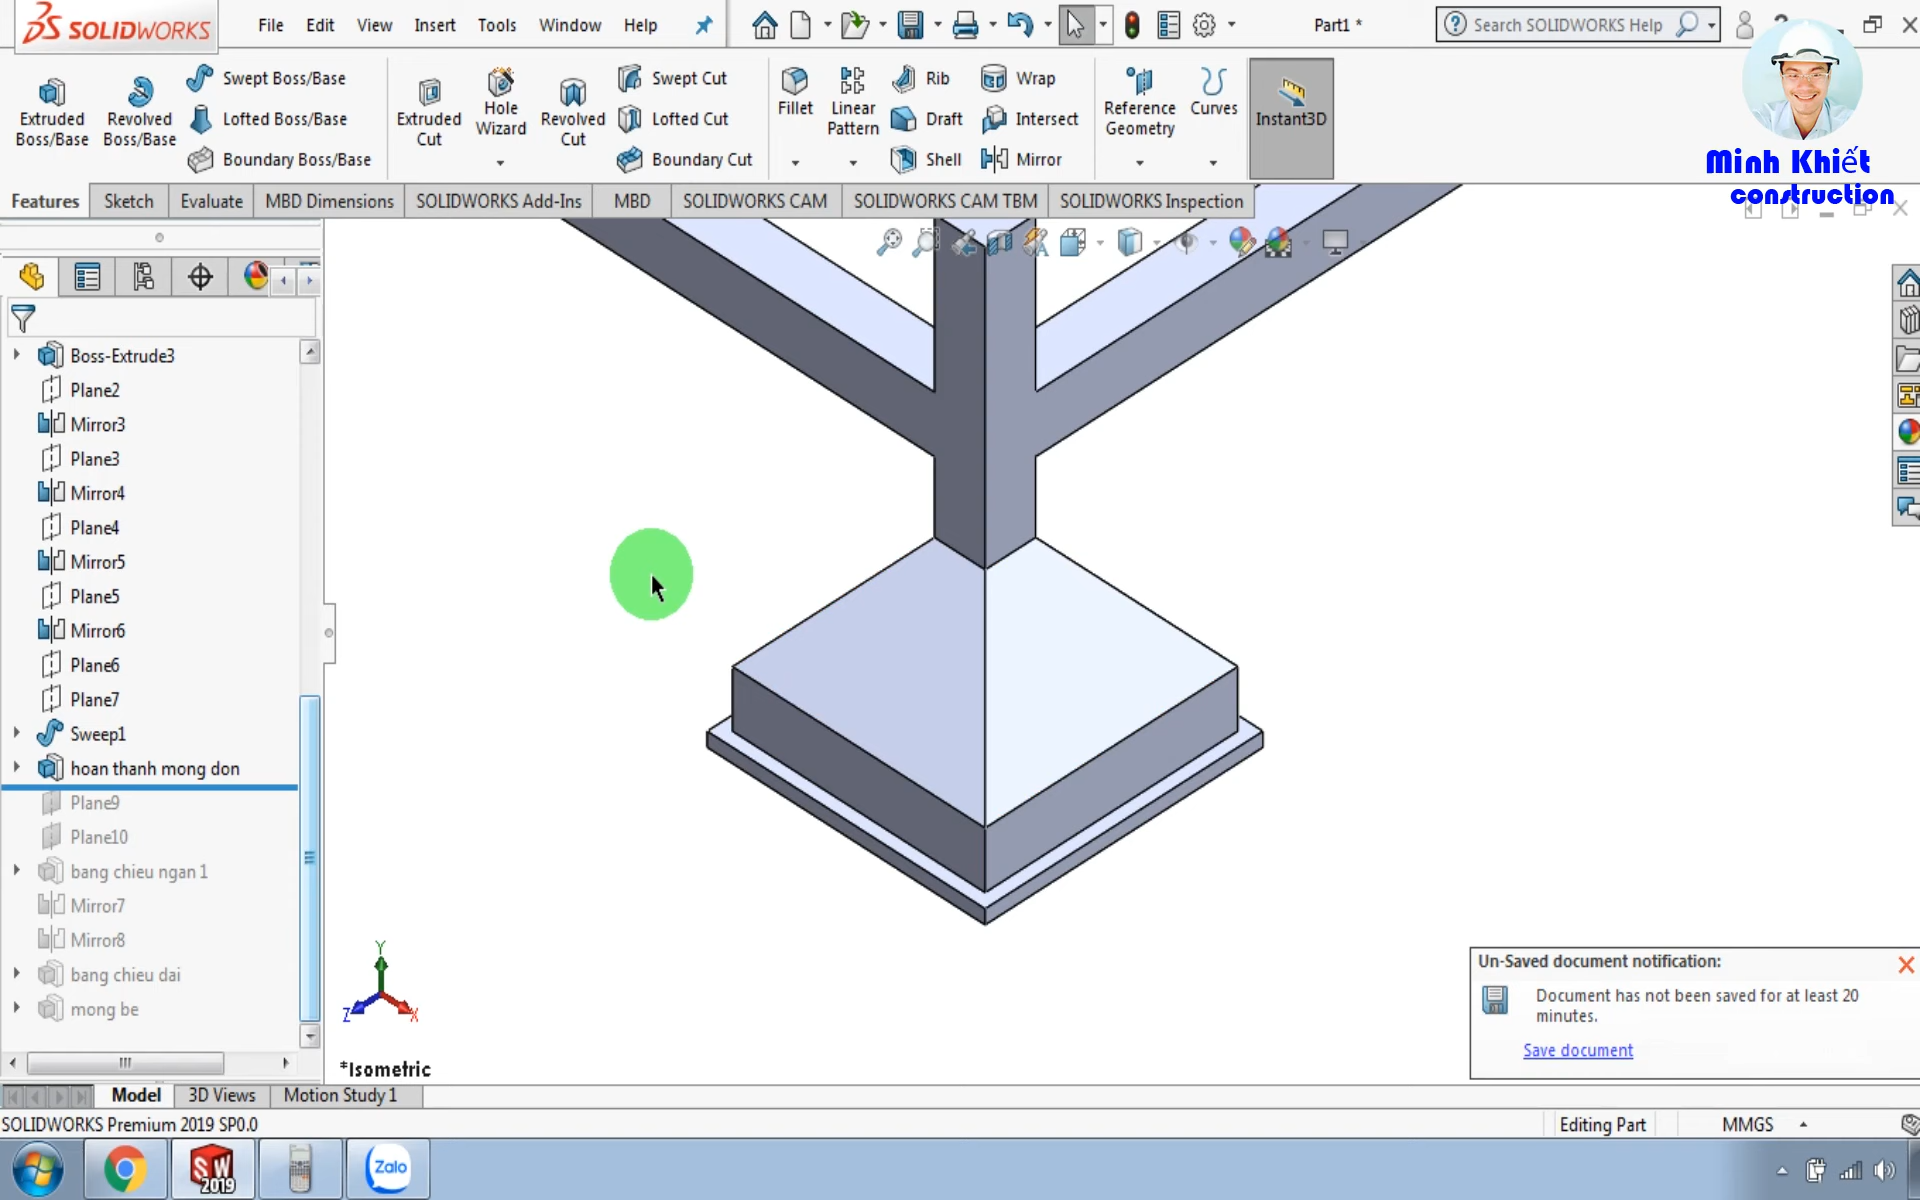 SOLIDWORKS
File Edit View Insert Tools Window Help
Part1 *
Search SOLIDWORKS Help
Extruded Boss/Base
Revolved Boss/Base
Swept Boss/Base
Lofted Boss/Base
Boundary Boss/Base
Extruded Cut
Hole Wizard
Revolved Cut
Swept Cut
Lofted Cut
Boundary Cut
Fillet
Linear Pattern
Rib
Draft
Shell
Wrap
Intersect
Mirror
Reference Geometry
Curves
Instant3D
Minh Khiết
construction
Features Sketch Evaluate MBD Dimensions SOLIDWORKS Add-Ins MBD SOLIDWORKS CAM SOLIDWORKS CAM TBM SOLIDWORKS Inspection
Boss-Extrude3
Plane2
Mirror3
Plane3
Mirror4
Plane4
Mirror5
Plane5
Mirror6
Plane6
Plane7
Sweep1
hoan thanh mong don
Plane9
Plane10
bang chieu ngan 1
Mirror7
Mirror8
bang chieu dai
mong be
Y
Z
X
*Isometric
Un-Saved document notification:
Document has not been saved for at least 20
minutes.
Save document
Model 3D Views Motion Study 1
SOLIDWORKS Premium 2019 SP0.0
Editing Part
MMGS
SW
2019
Zalo